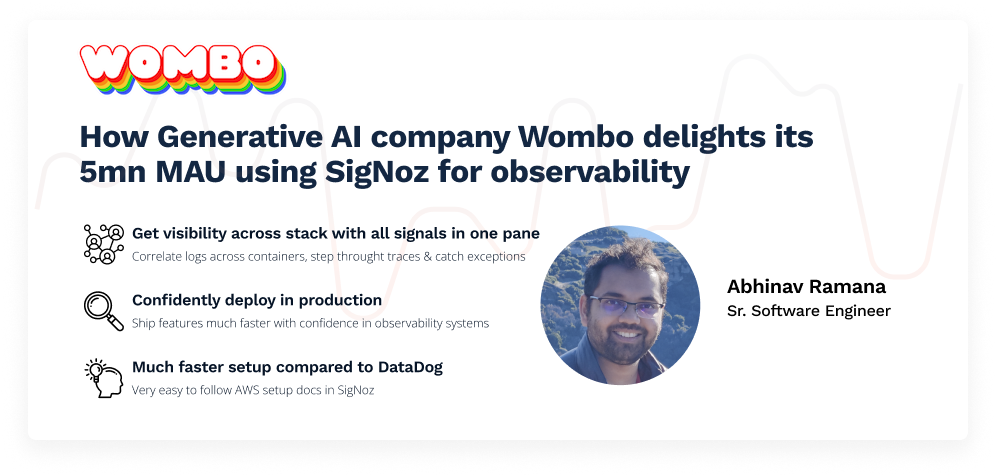 WOMBO
How Generative AI company Wombo delights its
5mn MAU using SigNoz for observability
Get visibility across stack with all signals in one pane
Correlate logs across containers, step throught traces & catch exceptions
Confidently deploy in production
Ship features much faster with confidence in observability systems
Much faster setup compared to DataDog
Very easy to follow AWS setup docs in SigNoz
Abhinav Ramana
Sr. Software Engineer